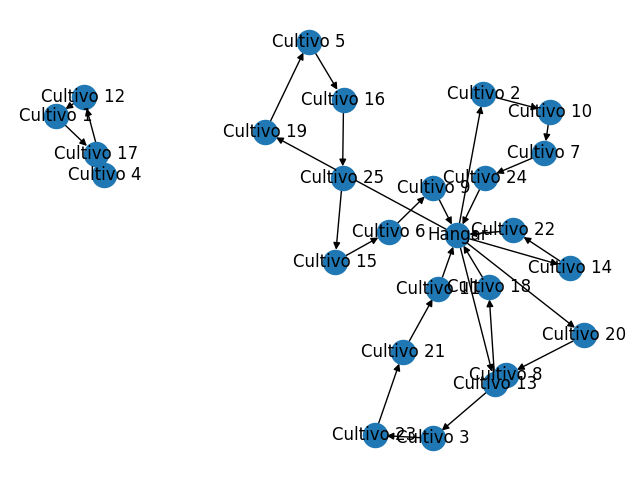 Cultivo 5
Cultivo 12
Cultivo 2
Cultivo 16
Cultivo 10
Cultivo 1
Cultivo 19
Cultivo 17
Cultivo 7
Cultivo 4
Cultivo 25
Cultivo 24
Cultivo 9
Cultivo 6
Hangar
Cultivo 22
Cultivo 15
Cultivo 14
Cultivo 11
Cultivo 18
Cultivo 20
Cultivo 21
Cultivo 8
Cultivo 13
Cultivo 23
Cultivo 3